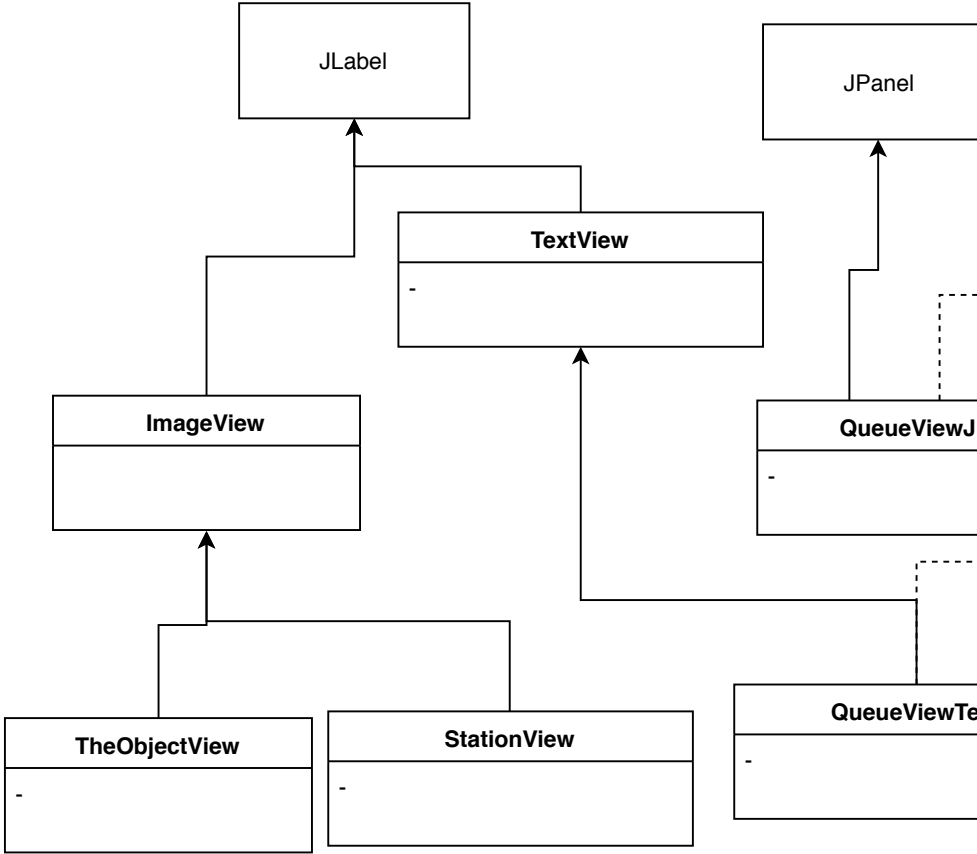 JLabel
JPanel
TextView
-
ImageView
QueueViewJ
-
TheObjectView
-
StationView
-
QueueViewTe
-